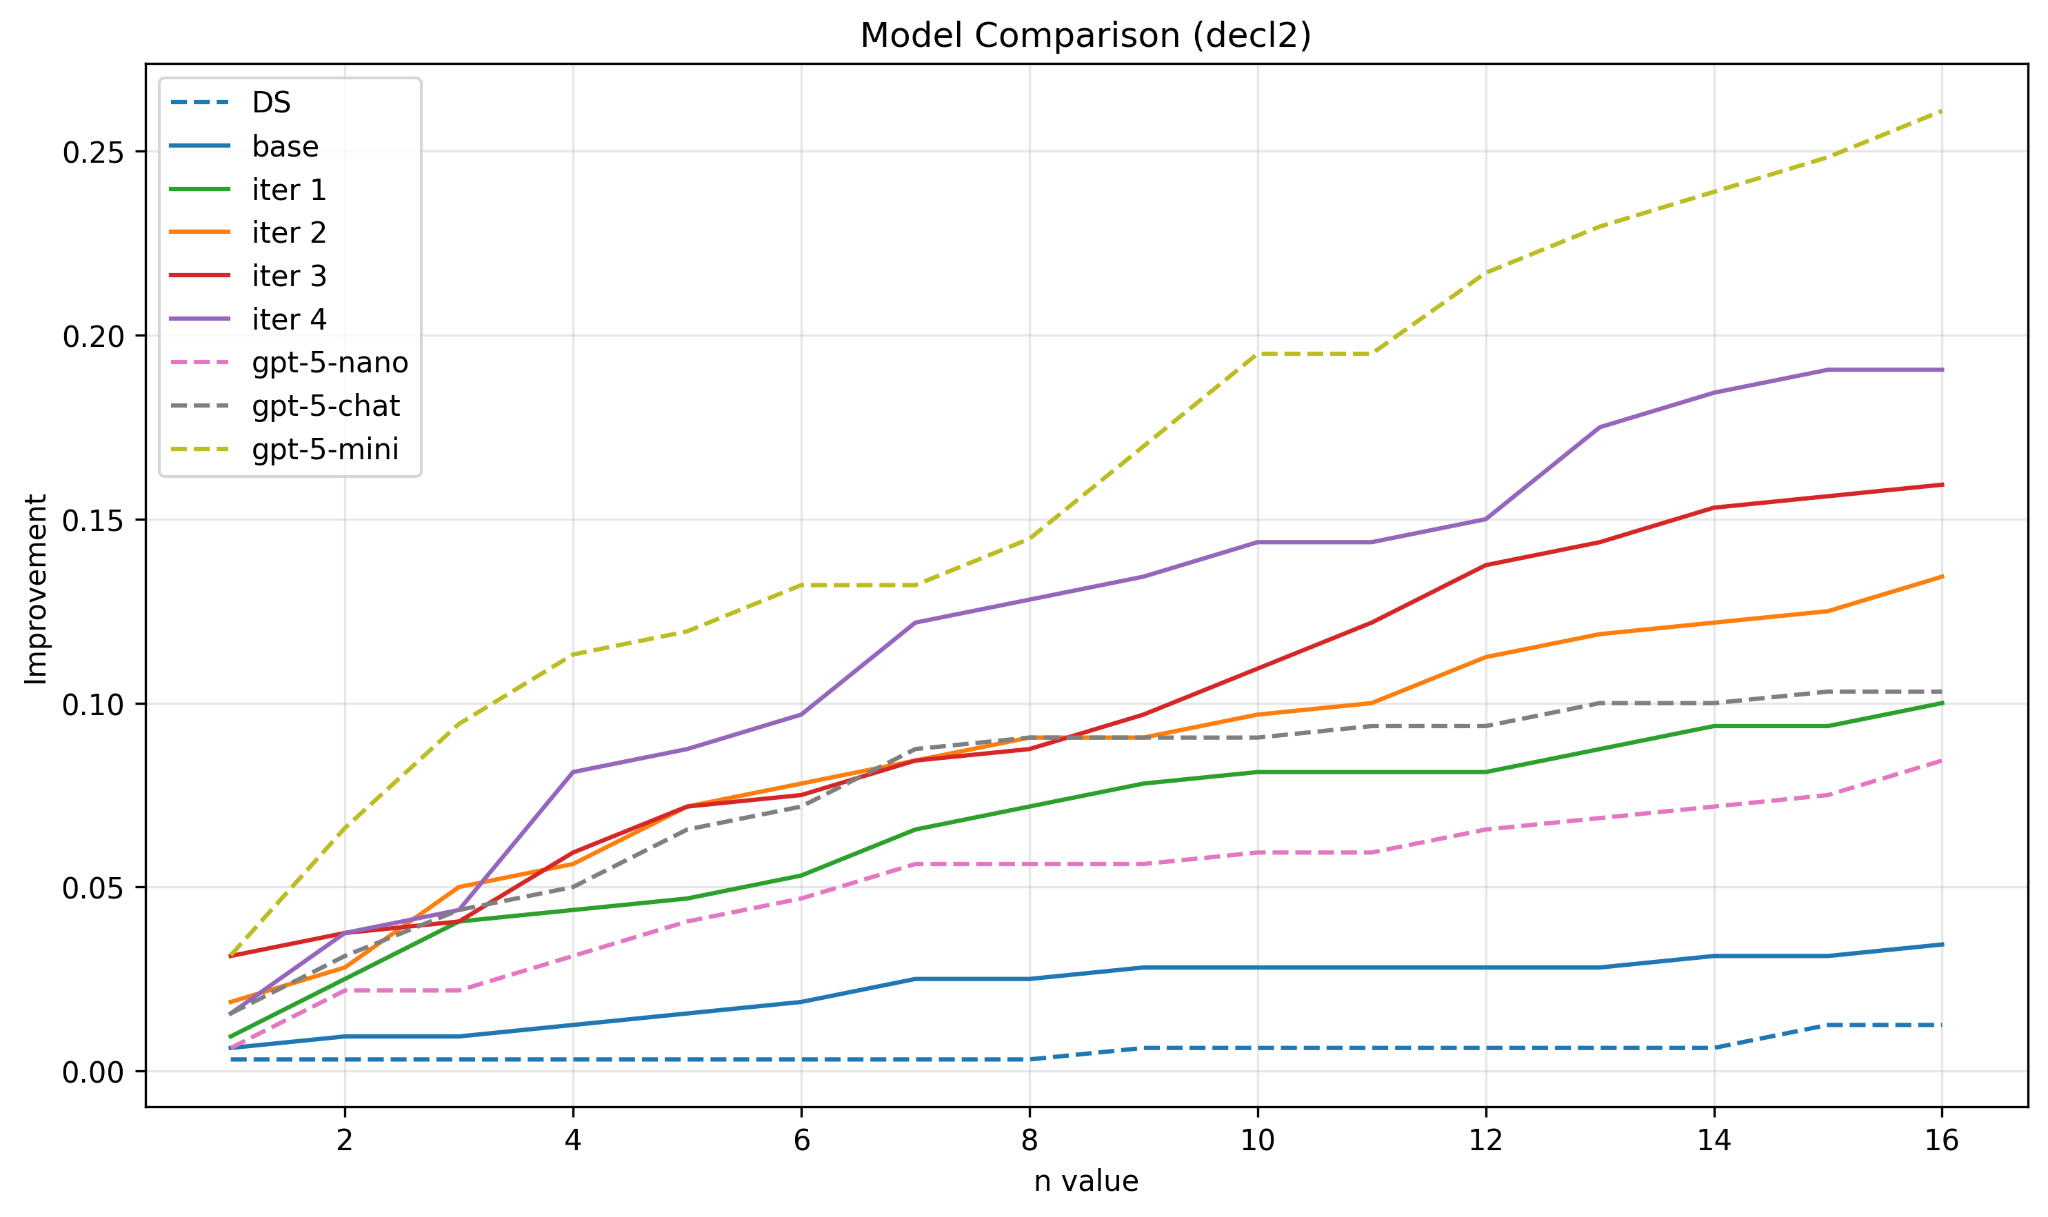 Model Comparison (decl2)
DS
base
iter 1
iter 2
iter 3
iter 4
gpt-5-nano
gpt-5-chat
gpt-5-mini
Improvement
0.25
0.20
0.15
0.10
0.05
0.00
2 4 6 8 10 12 14 16
n value